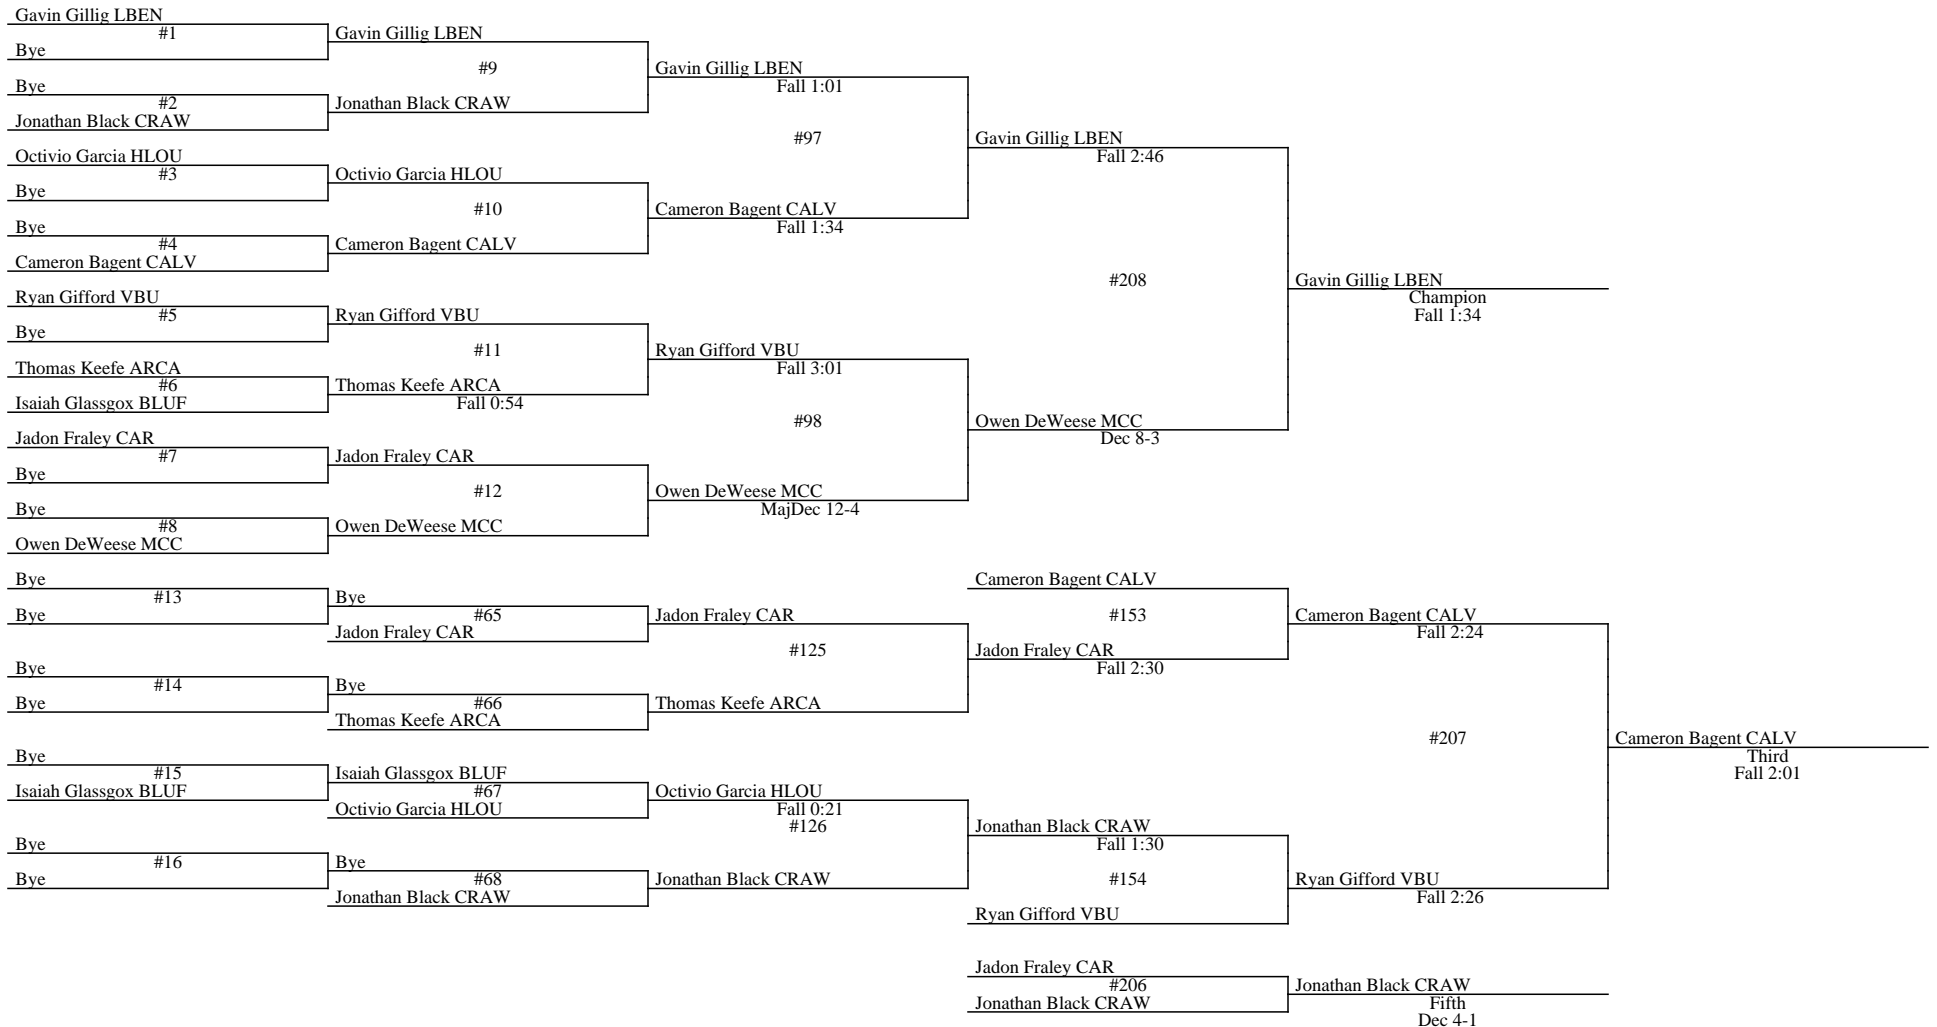 Gavin Gillig LBEN
#1
Bye
Gavin Gillig LBEN
#9
Bye
#2
Jonathan Black CRAW
Jonathan Black CRAW
Gavin Gillig LBEN
Fall 1:01
#97
Octivio Garcia HLOU
#3
Bye
Octivio Garcia HLOU
#10
Bye
#4
Cameron Bagent CALV
Cameron Bagent CALV
Cameron Bagent CALV
Fall 1:34
Gavin Gillig LBEN
Fall 2:46
#208
Ryan Gifford VBU
#5
Bye
Ryan Gifford VBU
#11
Thomas Keefe ARCA
#6
Isaiah Glassgox BLUF
Thomas Keefe ARCA
Fall 0:54
Ryan Gifford VBU
Fall 3:01
#98
Jadon Fraley CAR
#7
Bye
Jadon Fraley CAR
#12
Bye
#8
Owen DeWeese MCC
Owen DeWeese MCC
Owen DeWeese MCC
MajDec 12-4
Owen DeWeese MCC
Dec 8-3
Gavin Gillig LBEN
Champion
Fall 1:34
Bye
#13
Bye
Bye
#65
Jadon Fraley CAR
Jadon Fraley CAR
#125
Bye
#14
Bye
Bye
#66
Thomas Keefe ARCA
Thomas Keefe ARCA
Cameron Bagent CALV
#153
Jadon Fraley CAR
Fall 2:30
Cameron Bagent CALV
Fall 2:24
#207
Bye
#15
Isaiah Glassgox BLUF
Isaiah Glassgox BLUF
#67
Octivio Garcia HLOU
Octivio Garcia HLOU
Fall 0:21
#126
Bye
#16
Bye
Bye
#68
Jonathan Black CRAW
Jonathan Black CRAW
Jonathan Black CRAW
Fall 1:30
#154
Ryan Gifford VBU
Ryan Gifford VBU
Fall 2:26
Cameron Bagent CALV
Third
Fall 2:01
Jadon Fraley CAR
#206
Jonathan Black CRAW
Jonathan Black CRAW
Fifth
Dec 4-1